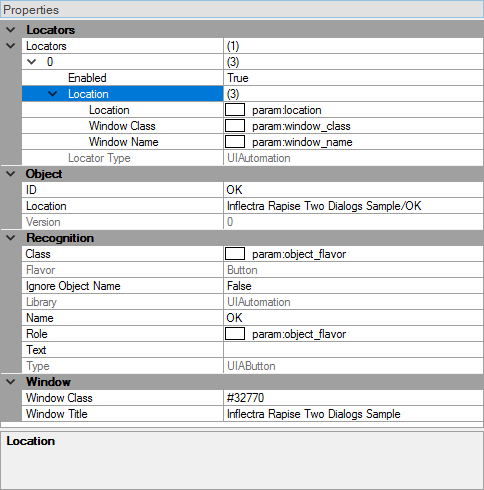 Properties
Locators
Locators (1)
0 (3)
Enabled True
Location (3)
Location param:location
Window Class param:window_class
Window Name param:window_name
Locator Type UIAutomation
Object
ID OK
Location Inflectra Rapise Two Dialogs Sample/OK
Version 0
Recognition
Class param:object_flavor
Flavor Button
Ignore Object Name False
Library UIAutomation
Name OK
Role param:object_flavor
Text
Type UIAButton
Window
Window Class #32770
Window Title Inflectra Rapise Two Dialogs Sample
Location